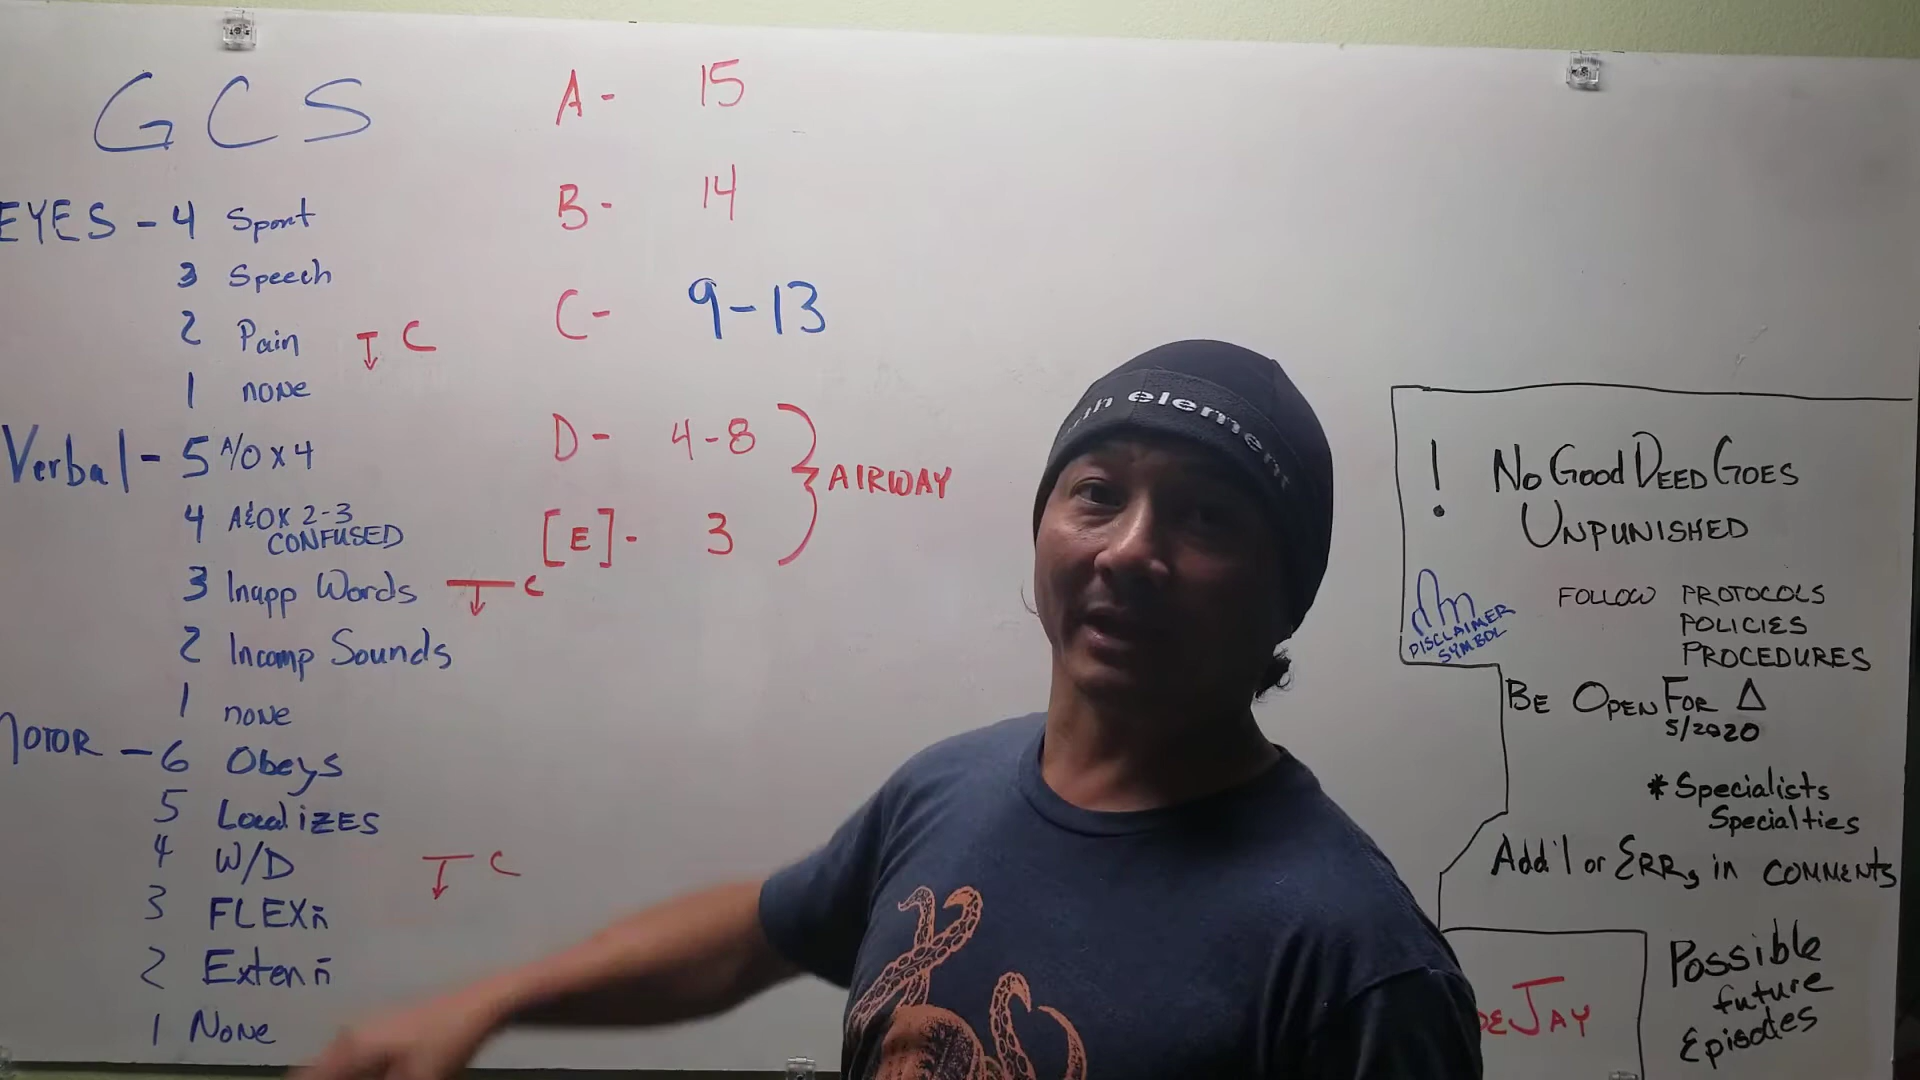 GCS
EYES - 4 Spont
3 Speech
2 Pain ↓ C
1 none
Verbal - 5 A/O x 4
4 A&OX 2-3
CONFUSED
3 Inapp Words ↓ C
2 Incomp Sounds
1 none
MOTOR - 6 Obeys
5 LocaliZES
4 W/D ↓ C
3 FLEXn̄
2 Extenn̄
1 None
A - 15
B - 14
C - 9-13
D - 4-8
[E] - 3
} AIRWAY
th element
! No Good DEED GOES
UNPUNISHED
DISCLAIMER
SYMBOL
FOLLOW PROTOCOLS
POLICIES
PROCEDURES
BE OPEN FOR Δ
5/2020
* Specialists
Specialties
Add'l or ERRs in COMMENTS
DEJAY
Possible
future
Episodes